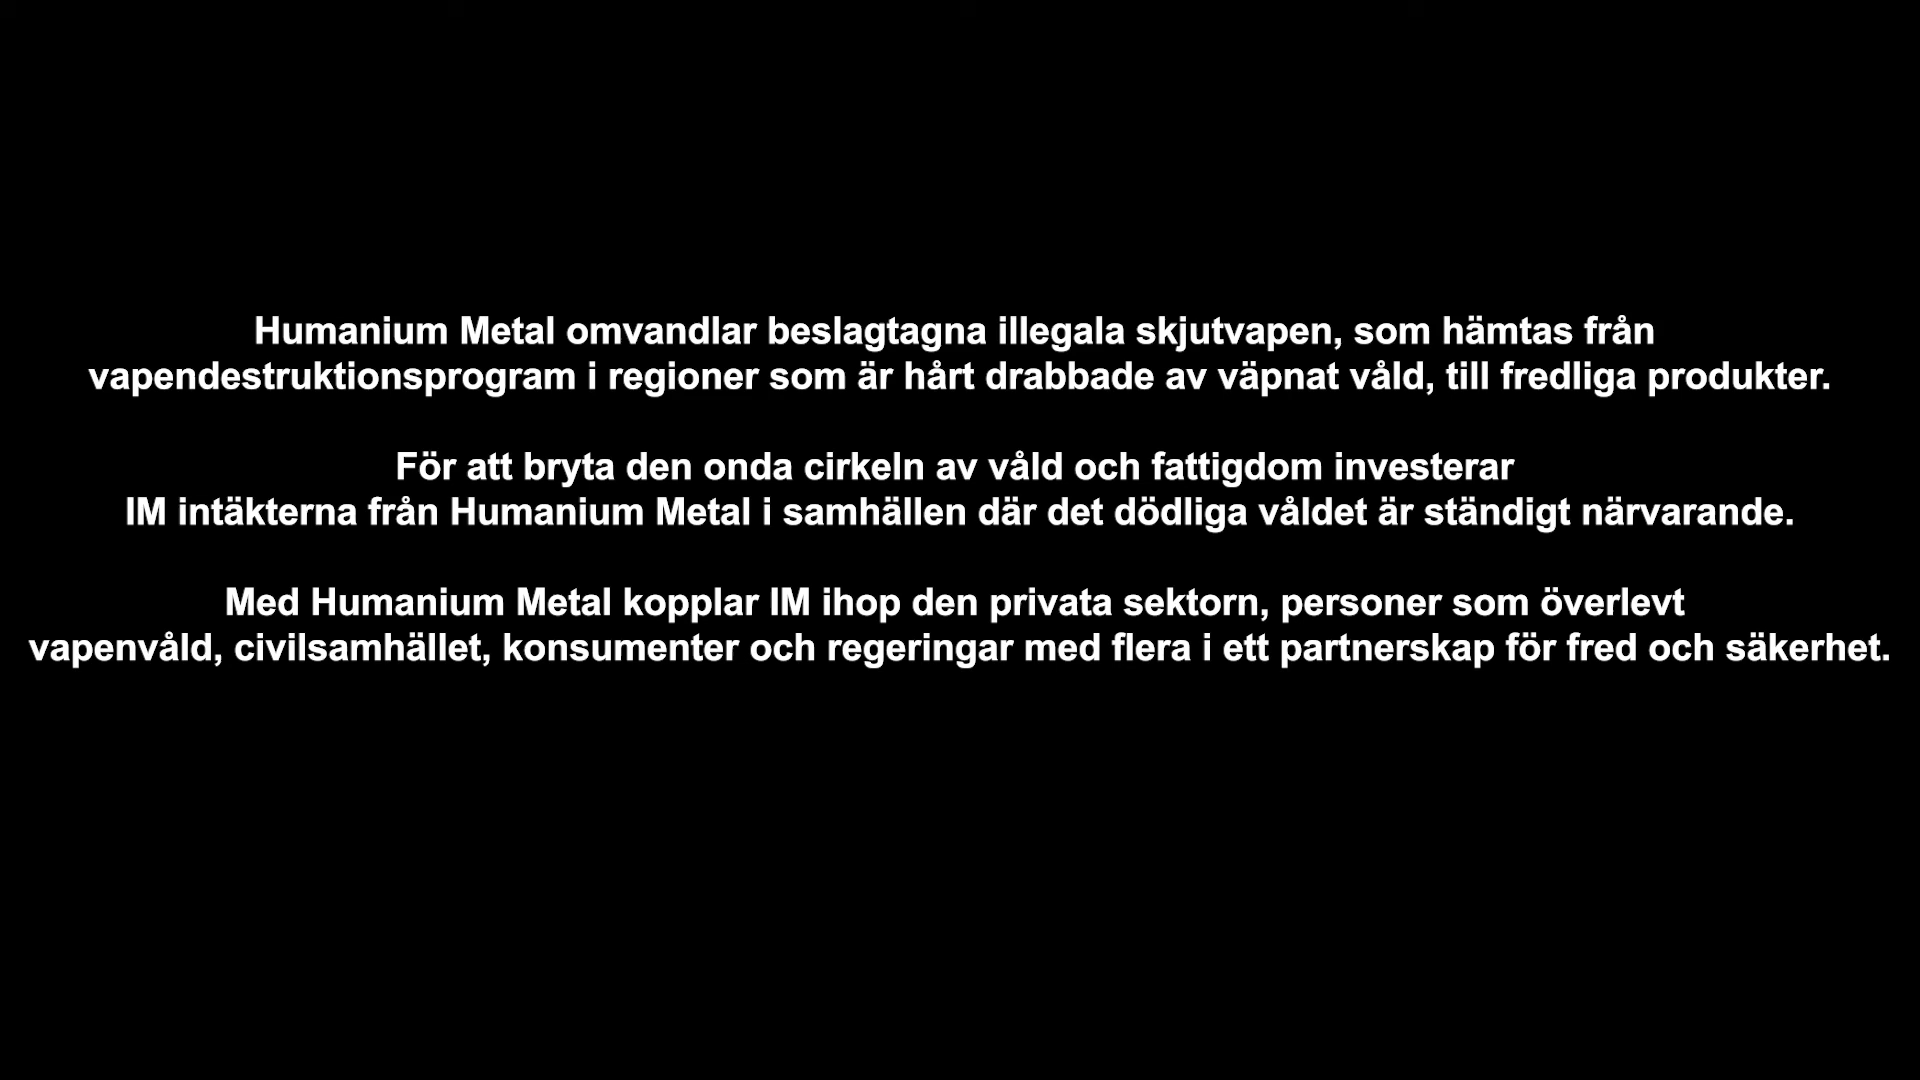 Humanium Metal omvandlar beslagtagna illegala skjutvapen, som hämtas från
vapendestruktionsprogram i regioner som är hårt drabbade av väpnat våld, till fredliga produkter.
För att bryta den onda cirkeln av våld och fattigdom investerar
IM intäkterna från Humanium Metal i samhällen där det dödliga våldet är ständigt närvarande.
Med Humanium Metal kopplar IM ihop den privata sektorn, personer som överlevt
vapenvåld, civilsamhället, konsumenter och regeringar med flera i ett partnerskap för fred och säkerhet.